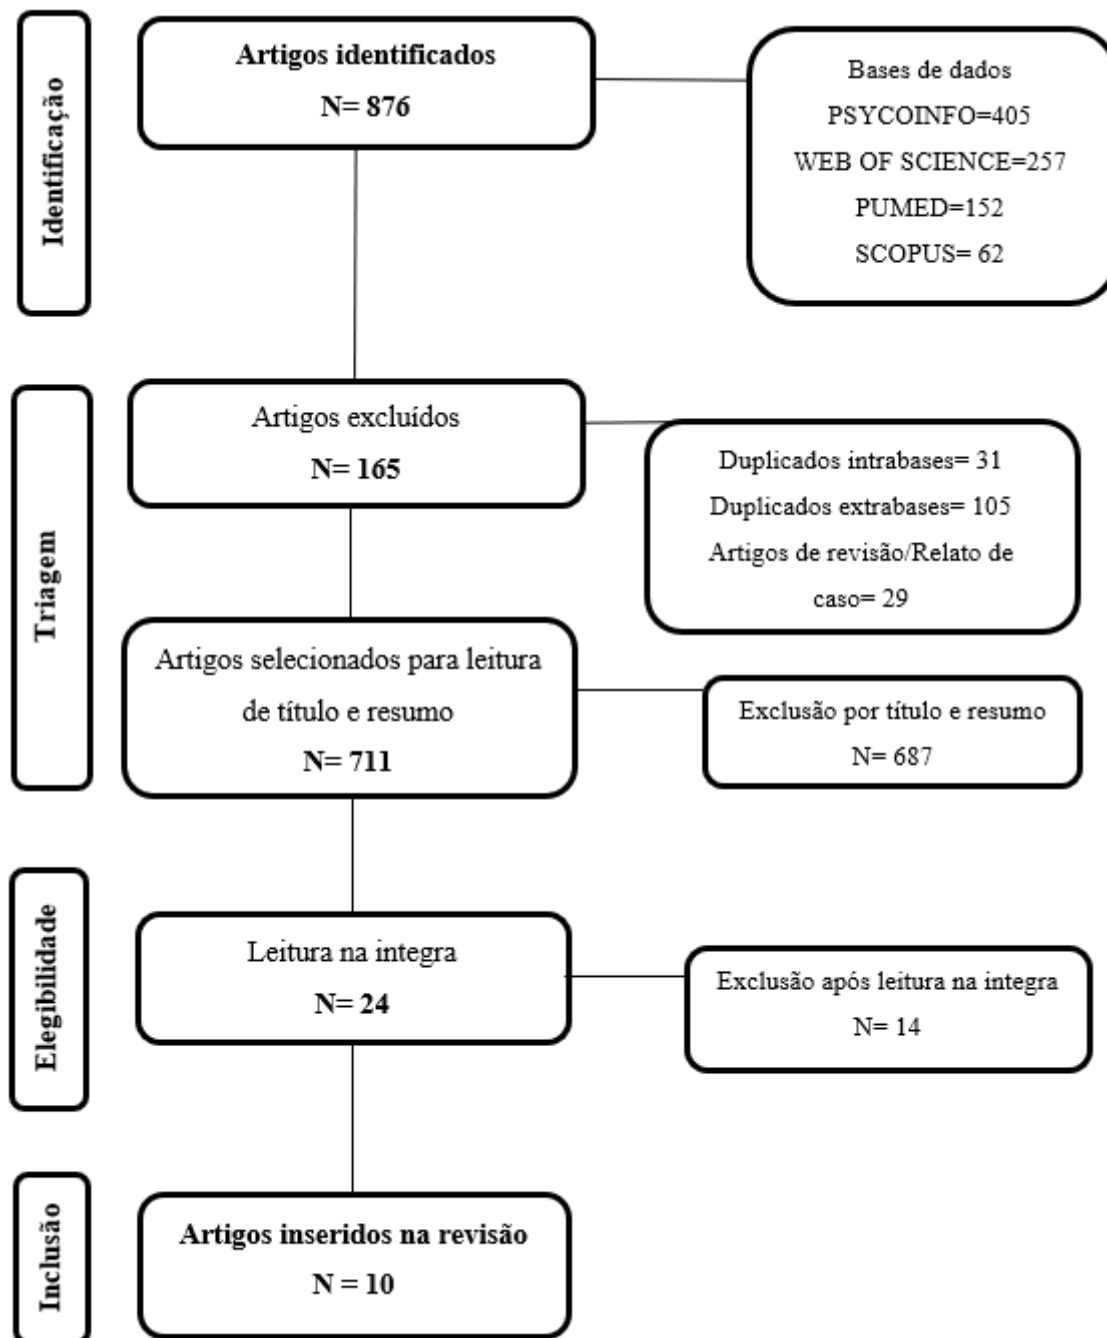 Identificação
Artigos identificados
N= 876
Bases de dados
PSYCOINFO=405
WEB OF SCIENCE=257
PUMED=152
SCOPUS= 62
Triagem
Artigos excluídos
N= 165
Duplicados intrabases= 31
Duplicados extrabases= 105
Artigos de revisão/Relato de
caso= 29
Artigos selecionados para leitura
de título e resumo
N= 711
Exclusão por título e resumo
N= 687
Elegibilidade
Leitura na integra
N= 24
Exclusão após leitura na integra
N= 14
Inclusão
Artigos inseridos na revisão
N = 10